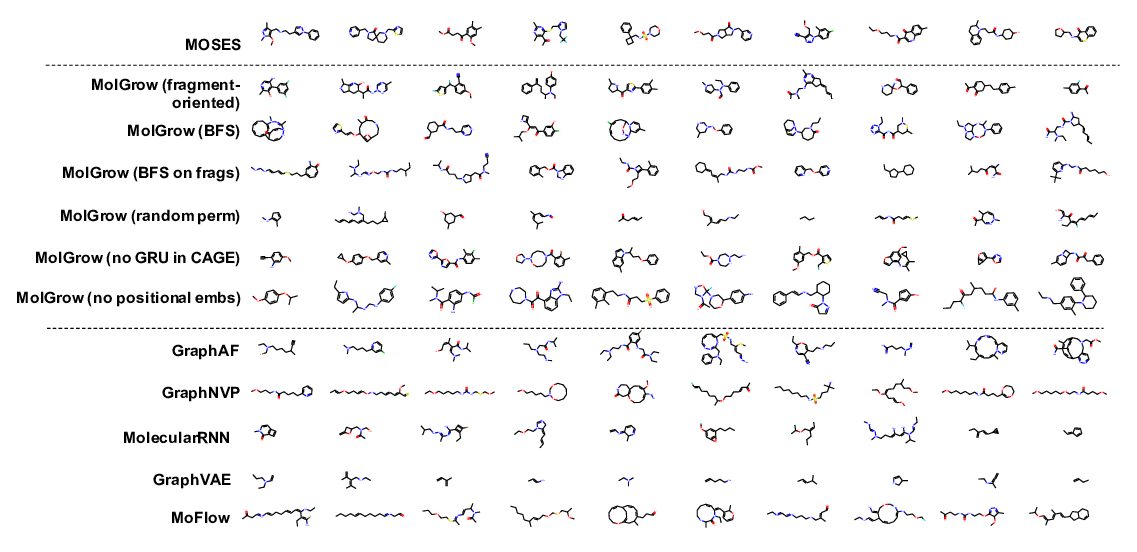 MOSES
MolGrow (fragment-
oriented)
MolGrow (BFS)
MolGrow (BFS on frags)
MolGrow (random perm)
MolGrow (no GRU in CAGE)
MolGrow (no positional embs)
GraphAF
GraphNVP
MolecularRNN
GraphVAE
MoFlow